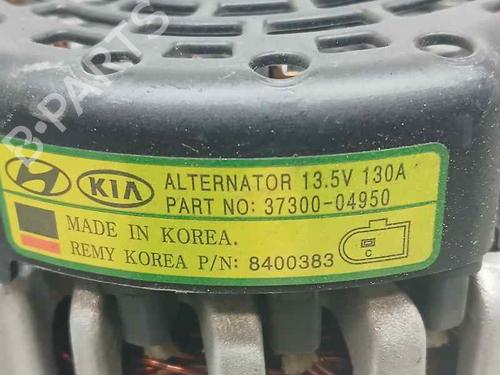 B-PARTS
KIA ALTERNATOR 13.5V 130A
PART NO: 37300-04950
MADE IN KOREA.
REMY KOREA P/N: 8400383
C